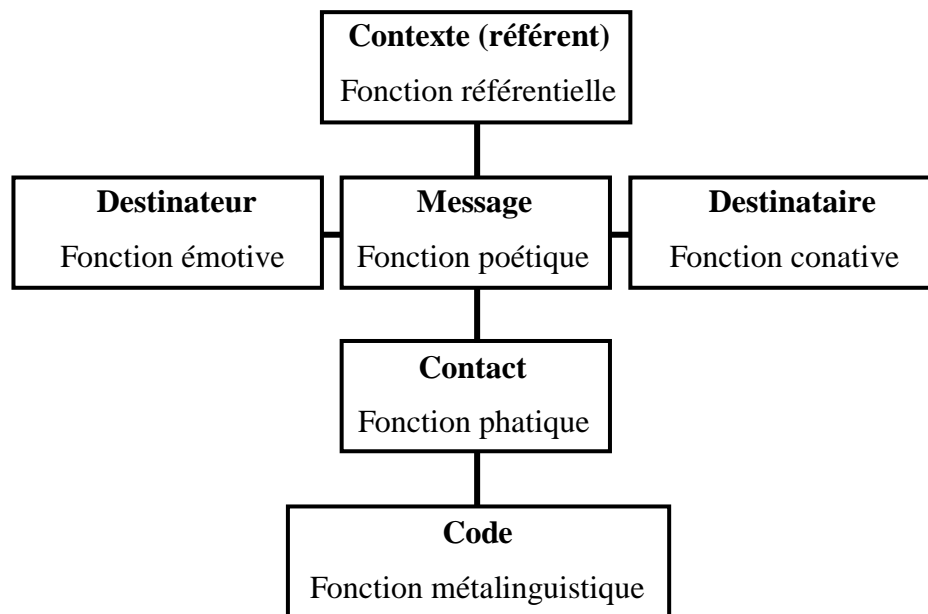 Contexte (référent)
Fonction référentielle
Destinateur
Fonction émotive
Message
Fonction poétique
Destinataire
Fonction conative
Contact
Fonction phatique
Code
Fonction métalinguistique